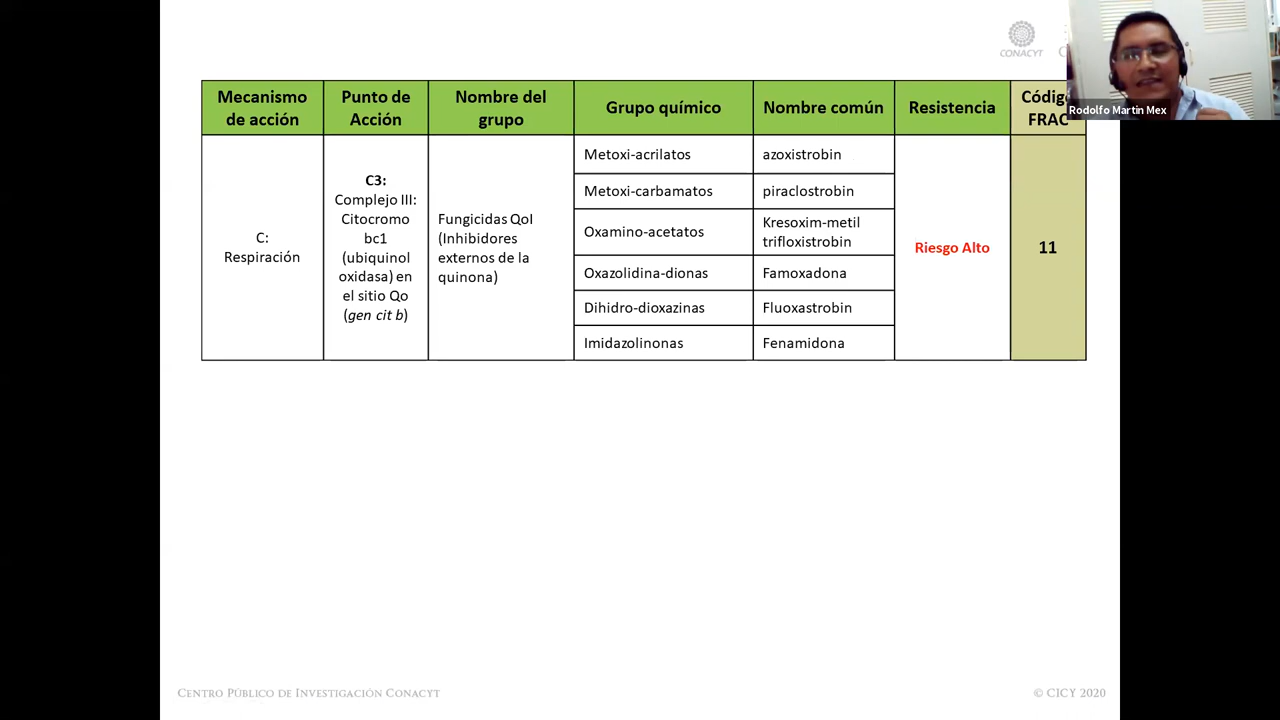 CONACYT
Rodolfo Martin Mex
Mecanismo
de acción
Punto de
Acción
Nombre del
grupo
Grupo químico
Nombre común
Resistencia
Códig
FRAC
C:
Respiración
C3:
Complejo III:
Citocromo
bc1
(ubiquinol
oxidasa) en
el sitio Qo
(gen cit b)
Fungicidas QoI
(Inhibidores
externos de la
quinona)
Metoxi-acrilatos
azoxistrobin
Metoxi-carbamatos
piraclostrobin
Oxamino-acetatos
Kresoxim-metil
trifloxistrobin
Oxazolidina-dionas
Famoxadona
Dihidro-dioxazinas
Fluoxastrobin
Imidazolinonas
Fenamidona
Riesgo Alto
11
CENTRO PÚBLICO DE INVESTIGACIÓN CONACYT
© CICY 2020